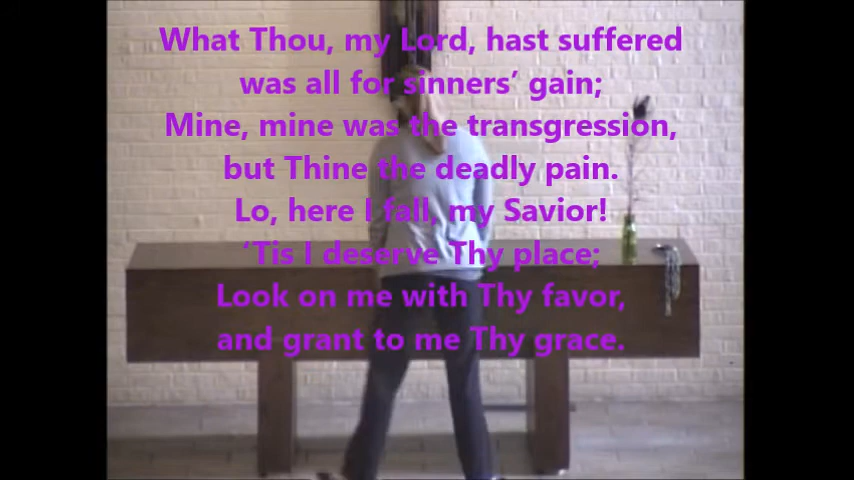 What Thou, my Lord, hast suffered
was all for sinners’ gain;
Mine, mine was the transgression,
but Thine the deadly pain.
Lo, here I fall, my Savior!
‘Tis I deserve Thy place;
Look on me with Thy favor,
and grant to me Thy grace.